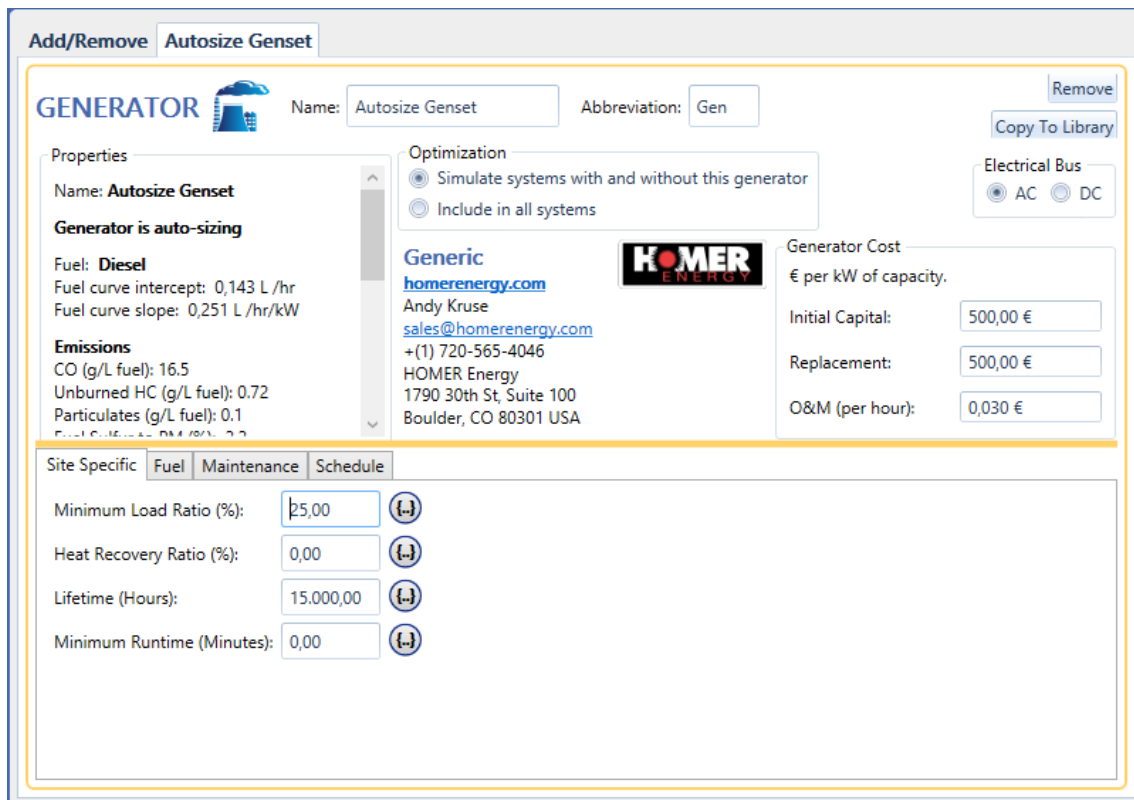 Add/Remove
Autosize Genset
GENERATOR
Name: Autosize Genset
Abbreviation: Gen
Remove
Copy To Library
Properties
Name: Autosize Genset
Generator is auto-sizing
Fuel: Diesel
Fuel curve intercept: 0,143 L /hr
Fuel curve slope: 0,251 L /hr/kW
Emissions
CO (g/L fuel): 16.5
Unburned HC (g/L fuel): 0.72
Particulates (g/L fuel): 0.1
Optimization
Simulate systems with and without this generator
Include in all systems
Electrical Bus
AC DC
Generic
homerenergy.com
Andy Kruse
sales@homerenergy.com
+(1) 720-565-4046
HOMER Energy
1790 30th St, Suite 100
Boulder, CO 80301 USA
HOMER
ENERGY
Generator Cost
€ per kW of capacity.
Initial Capital: 500,00 €
Replacement: 500,00 €
O&M (per hour): 0,030 €
Site Specific Fuel Maintenance Schedule
Minimum Load Ratio (%): 25,00 {..}
Heat Recovery Ratio (%): 0,00 {..}
Lifetime (Hours): 15.000,00 {..}
Minimum Runtime (Minutes): 0,00 {..}